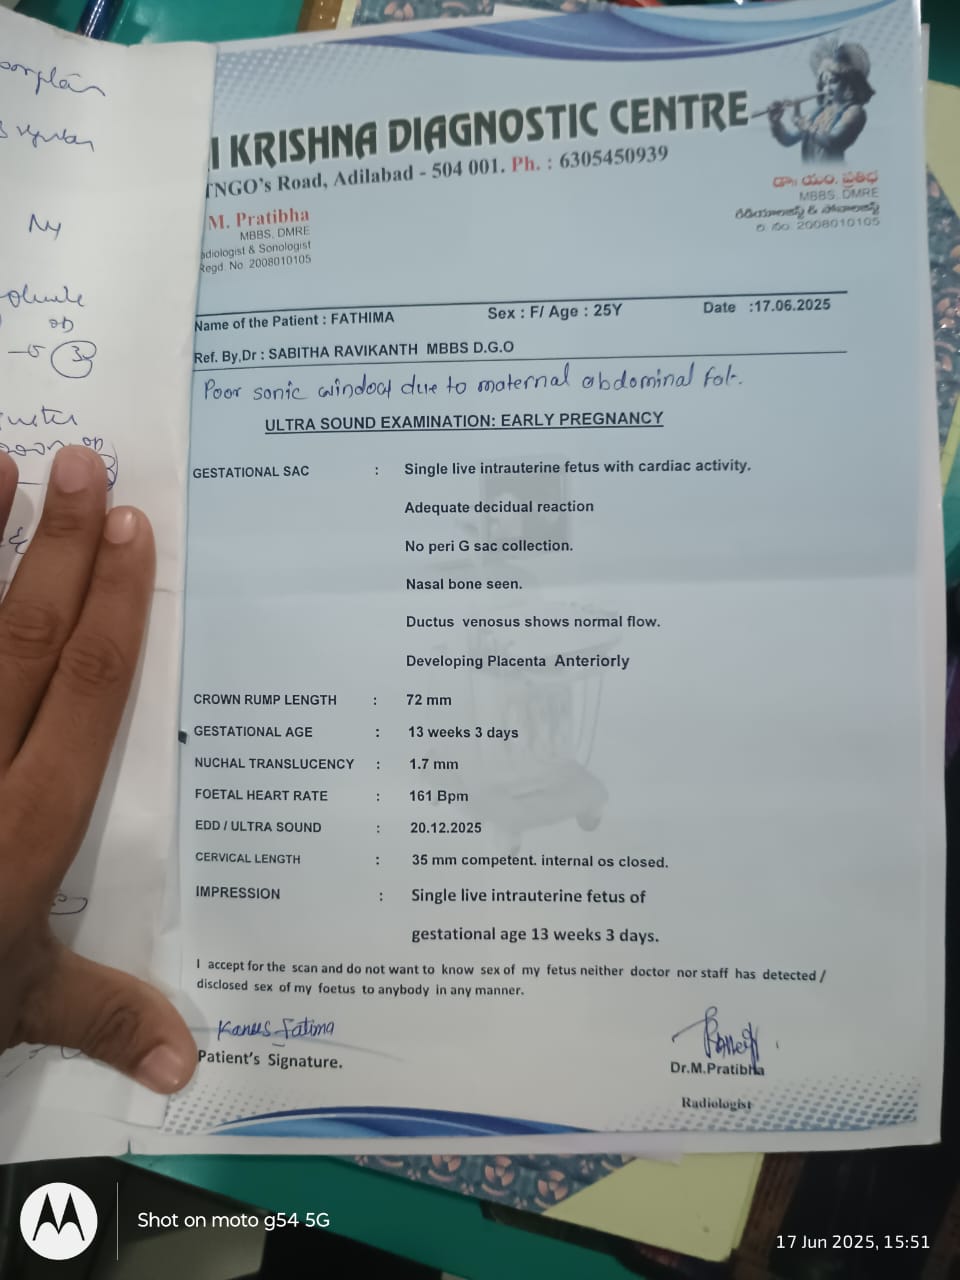 I KRISHNA DIAGNOSTIC CENTRE
TNGO's Road, Adilabad - 504 001. Ph. : 6305450939
M. Pratibha
MBBS, DMRE
adiologist & Sonologist
Regd. No. 2008010105
డా॥ యం. ప్రతిభ
MBBS, DMRE
రేడియాలజిస్ట్ & సోనాలజిస్ట్
రి. నం. 2008010105
Name of the Patient : FATHIMA Sex : F/ Age : 25Y Date :17.06.2025
Ref. By,Dr : SABITHA RAVIKANTH MBBS D.G.O
Poor sonic window due to maternal abdominal fat.
ULTRA SOUND EXAMINATION: EARLY PREGNANCY
GESTATIONAL SAC : Single live intrauterine fetus with cardiac activity.
Adequate decidual reaction
No peri G sac collection.
Nasal bone seen.
Ductus venosus shows normal flow.
Developing Placenta Anteriorly
CROWN RUMP LENGTH : 72 mm
GESTATIONAL AGE : 13 weeks 3 days
NUCHAL TRANSLUCENCY : 1.7 mm
FOETAL HEART RATE : 161 Bpm
EDD / ULTRA SOUND : 20.12.2025
CERVICAL LENGTH : 35 mm competent. internal os closed.
IMPRESSION : Single live intrauterine fetus of
gestational age 13 weeks 3 days.
I accept for the scan and do not want to know sex of my fetus neither doctor nor staff has detected /
disclosed sex of my foetus to anybody in any manner.
Fatima
Patient's Signature.
Dr.M.Pratibha
Radiologist
Shot on moto g54 5G
17 Jun 2025, 15:51